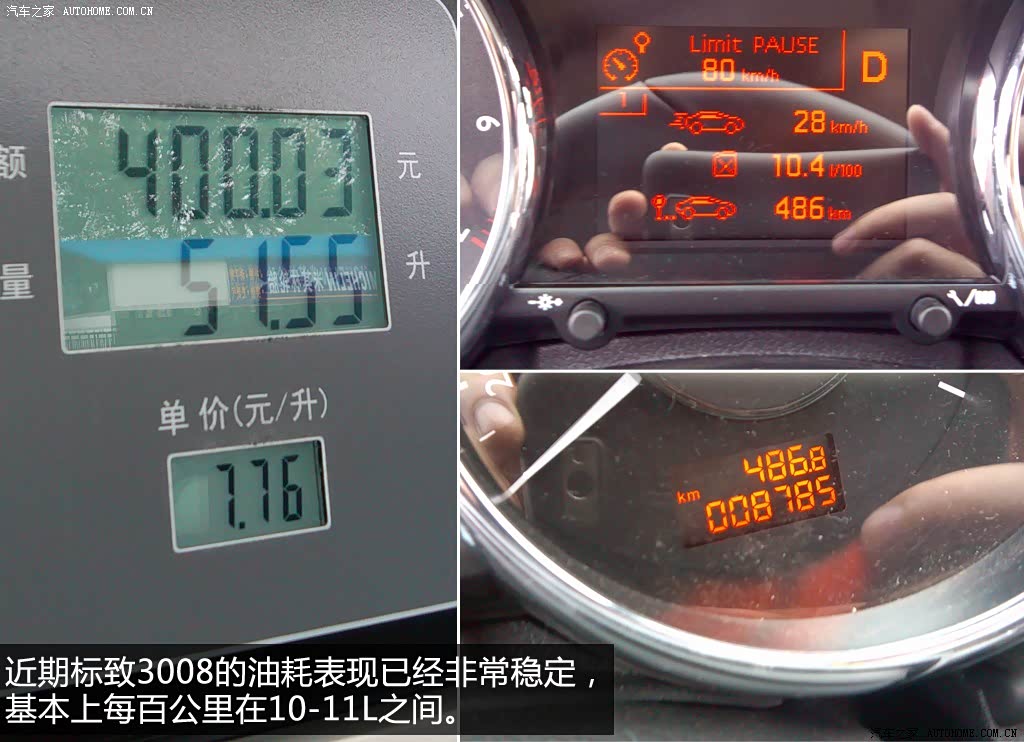 汽车之家 AUTOHOME.COM.CN
额
400.03 元
量
51.55 升
单价(元/升)
7.76
Limit PAUSE
80 km/h
D
1
28 km/h
10.4 l/100
486 km
6
486.8
km
008785
近期标致3008的油耗表现已经非常稳定，
基本上每百公里在10-11L之间。
汽车之家 AUTOHOME.COM.CN